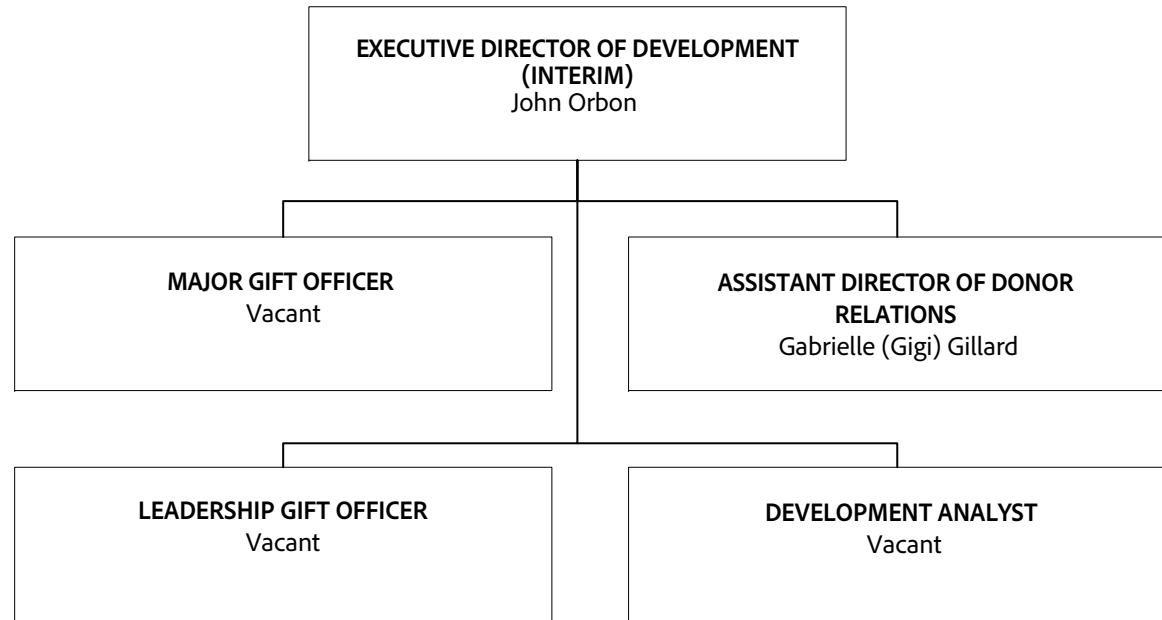 EXECUTIVE DIRECTOR OF DEVELOPMENT
(INTERIM)
John Orbon
MAJOR GIFT OFFICER
Vacant
ASSISTANT DIRECTOR OF DONOR
RELATIONS
Gabrielle (Gigi) Gillard
LEADERSHIP GIFT OFFICER
Vacant
DEVELOPMENT ANALYST
Vacant